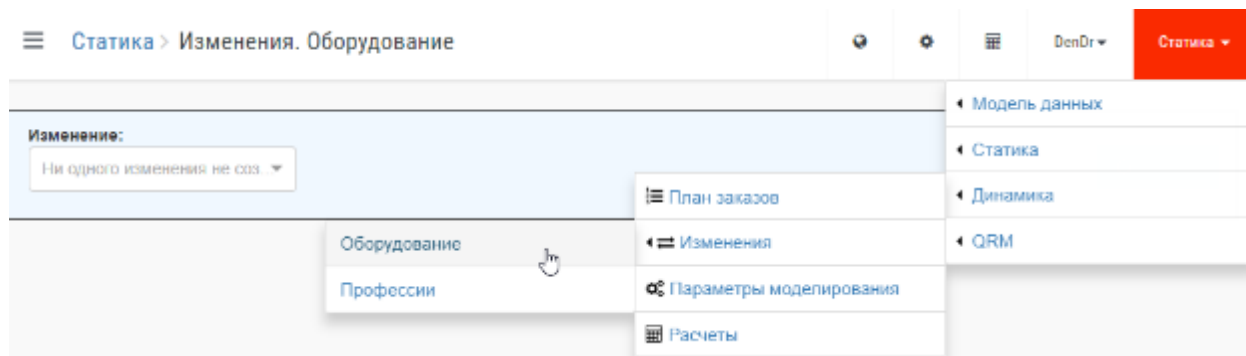 Статика > Изменения. Оборудование
DenDr
Статика
Модель данных
Изменение:
Статика
Ни одного изменения не соз...
План заказов
Динамика
Оборудование
Изменения
QRM
Профессии
Параметры моделирования
Расчеты